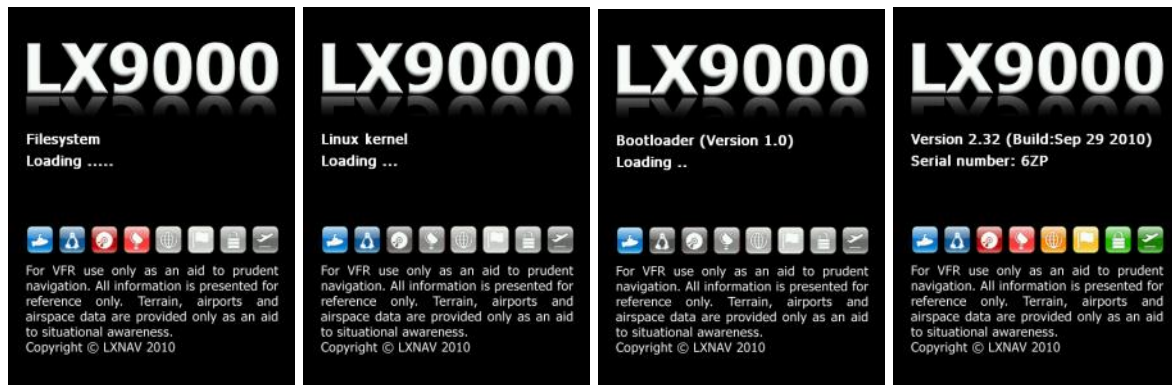 LX9000
Filesystem
Loading .....
For VFR use only as an aid to prudent
navigation. All information is presented for
reference only. Terrain, airports and
airspace data are provided only as an aid
to situational awareness.
Copyright © LXNAV 2010
LX9000
Linux kernel
Loading ...
For VFR use only as an aid to prudent
navigation. All information is presented for
reference only. Terrain, airports and
airspace data are provided only as an aid
to situational awareness.
Copyright © LXNAV 2010
LX9000
Bootloader (Version 1.0)
Loading ..
For VFR use only as an aid to prudent
navigation. All information is presented for
reference only. Terrain, airports and
airspace data are provided only as an aid
to situational awareness.
Copyright © LXNAV 2010
LX9000
Version 2.32 (Build:Sep 29 2010)
Serial number: 6ZP
For VFR use only as an aid to prudent
navigation. All information is presented for
reference only. Terrain, airports and
airspace data are provided only as an aid
to situational awareness.
Copyright © LXNAV 2010